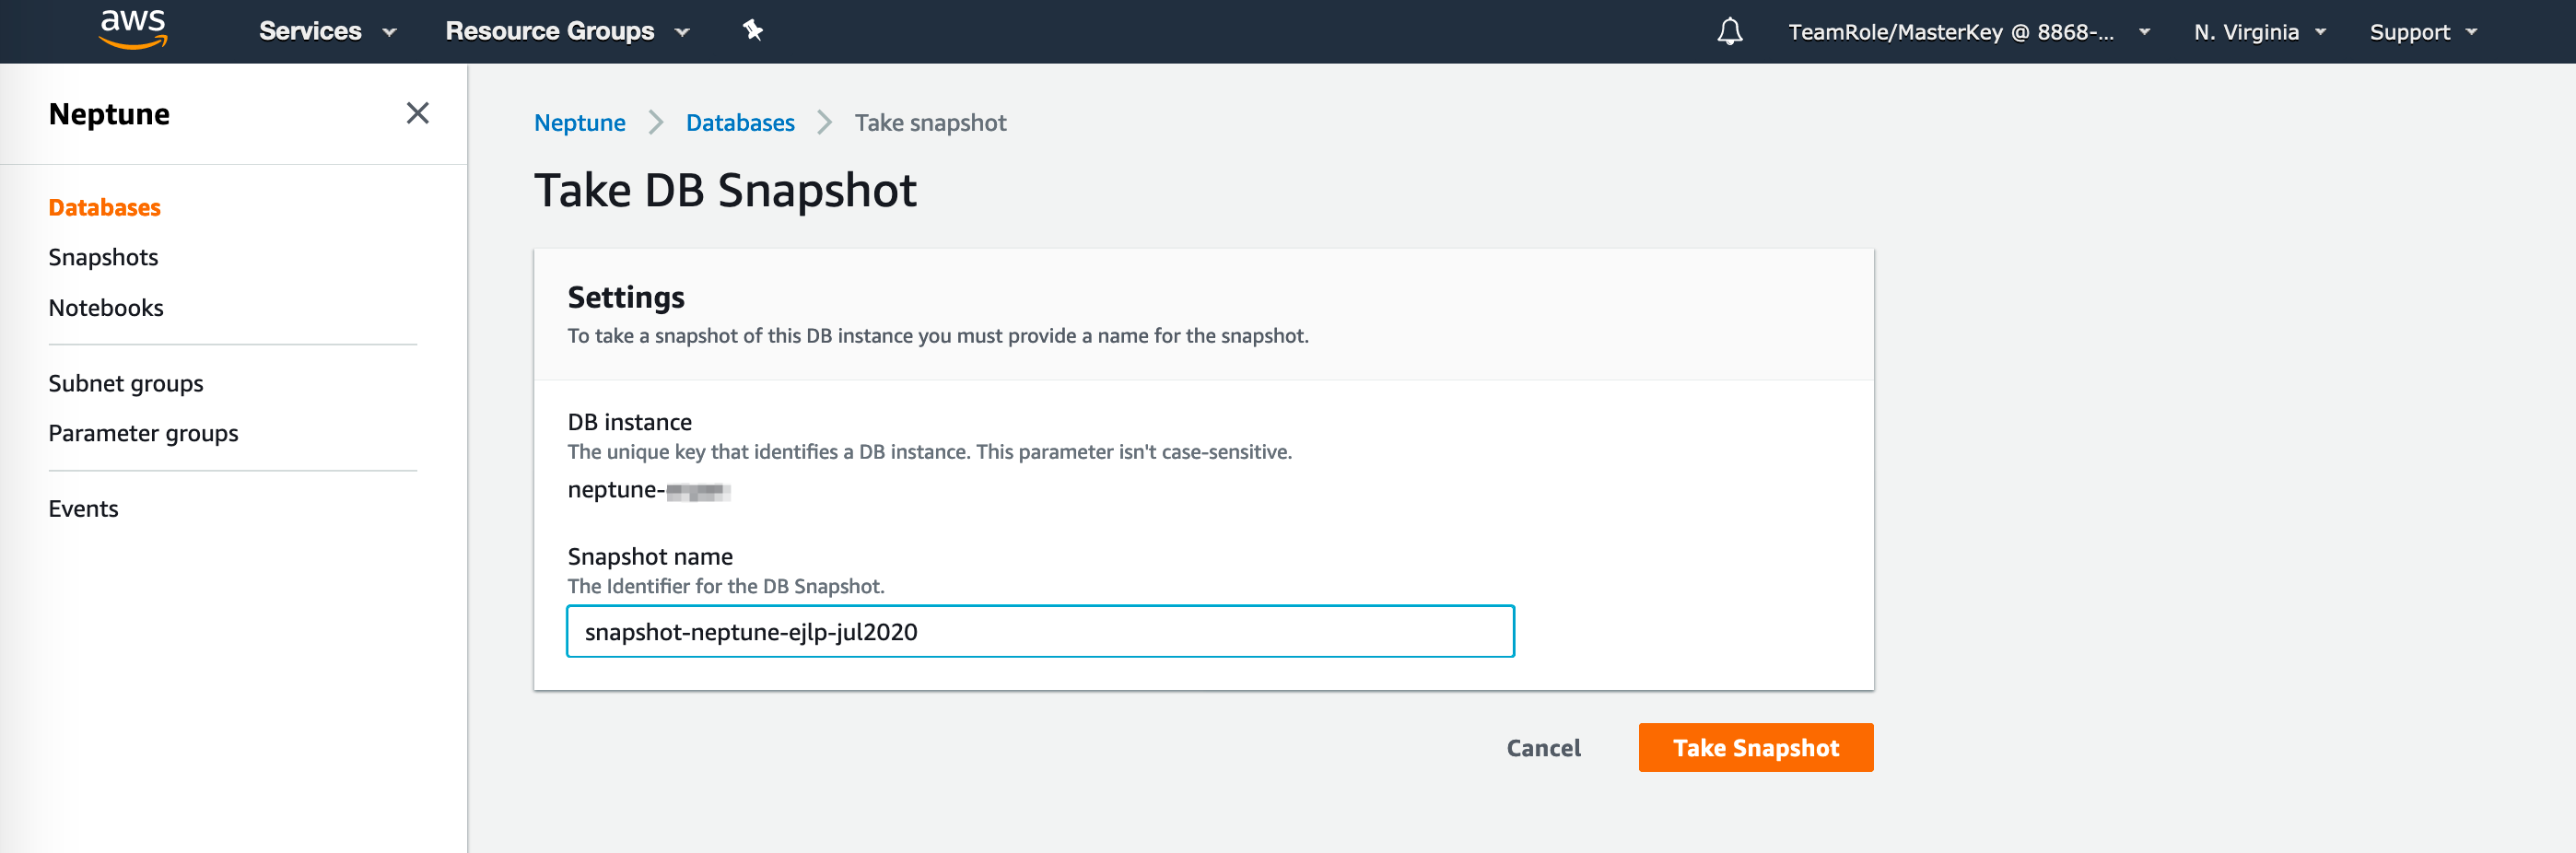 aws Services Resource Groups TeamRole/MasterKey @ 8868-... N. Virginia Support
Neptune
Databases
Snapshots
Notebooks
Subnet groups
Parameter groups
Events
Neptune Databases Take snapshot
Take DB Snapshot
Settings
To take a snapshot of this DB instance you must provide a name for the snapshot.
DB instance
The unique key that identifies a DB instance. This parameter isn't case-sensitive.
neptune-
Snapshot name
The Identifier for the DB Snapshot.
snapshot-neptune-ejlp-jul2020
Cancel Take Snapshot